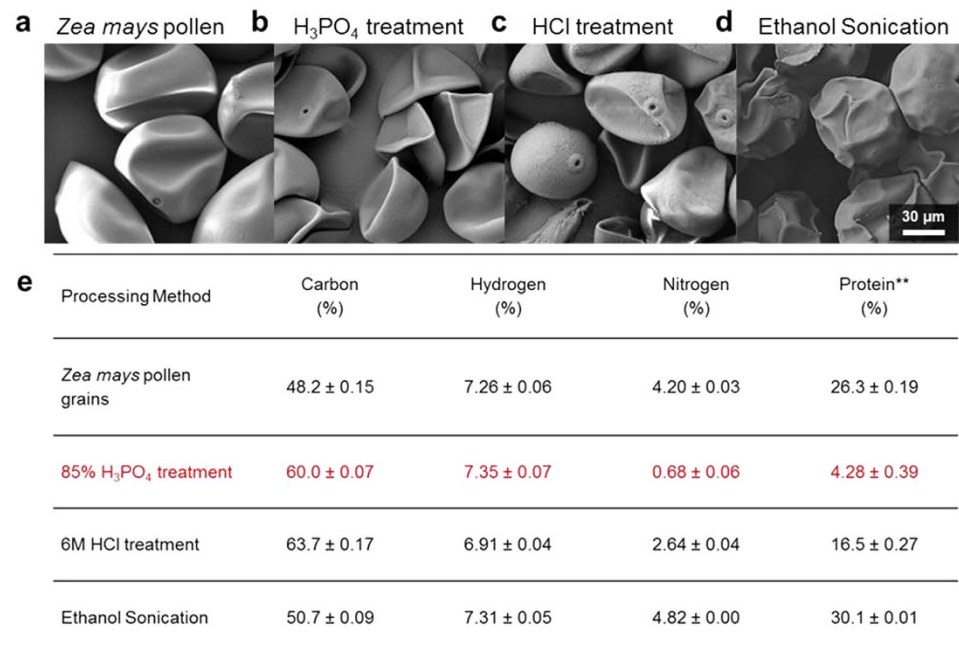 a Zea mays pollen b H₃PO₄ treatment c HCl treatment d Ethanol Sonication
30 µm
e
Processing Method Carbon Hydrogen Nitrogen Protein**
(%) (%) (%) (%)
Zea mays pollen
grains 48.2 ± 0.15 7.26 ± 0.06 4.20 ± 0.03 26.3 ± 0.19
85% H₃PO₄ treatment 60.0 ± 0.07 7.35 ± 0.07 0.68 ± 0.06 4.28 ± 0.39
6M HCl treatment 63.7 ± 0.17 6.91 ± 0.04 2.64 ± 0.04 16.5 ± 0.27
Ethanol Sonication 50.7 ± 0.09 7.31 ± 0.05 4.82 ± 0.00 30.1 ± 0.01